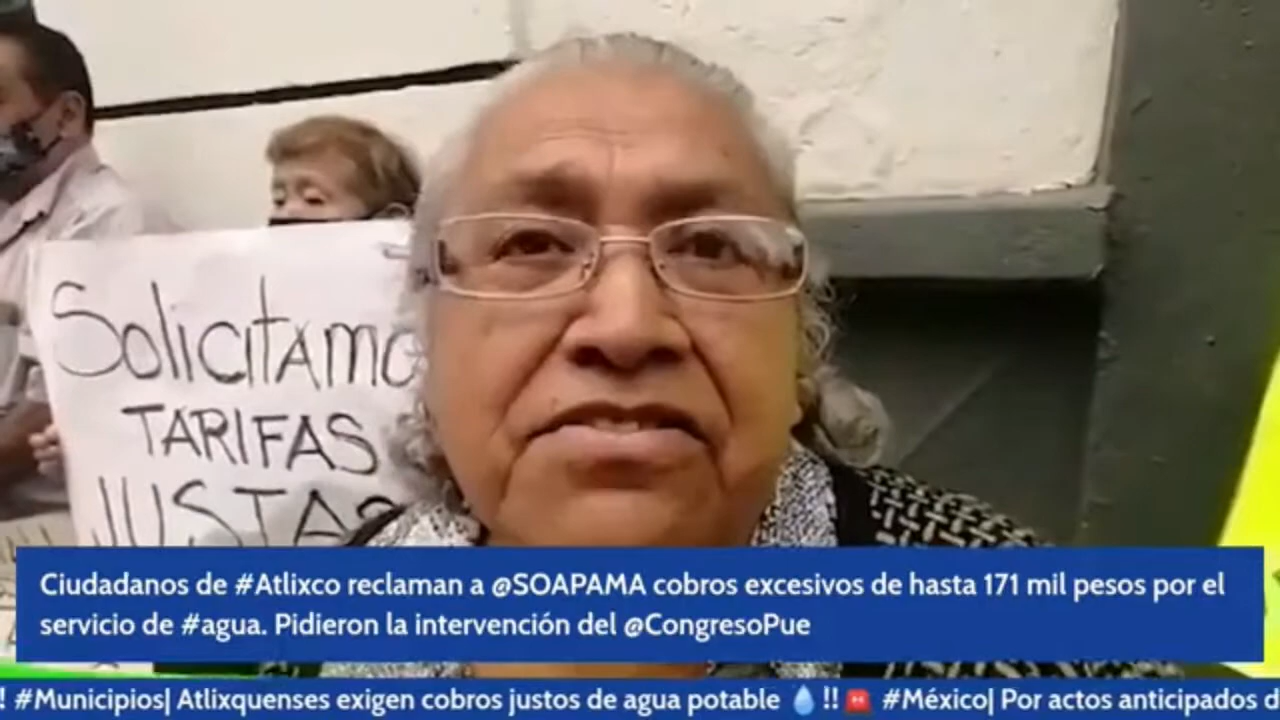 SOLICITAMO
TARIFAS
JUSTAS
Ciudadanos de #Atlixco reclaman a @SOAPAMA cobros excesivos de hasta 171 mil pesos por el
servicio de #agua. Pidieron la intervención del @CongresoPue
! #Municipios| Atlixquenses exigen cobros justos de agua potable 💧!!🚨 #México| Por actos anticipados d